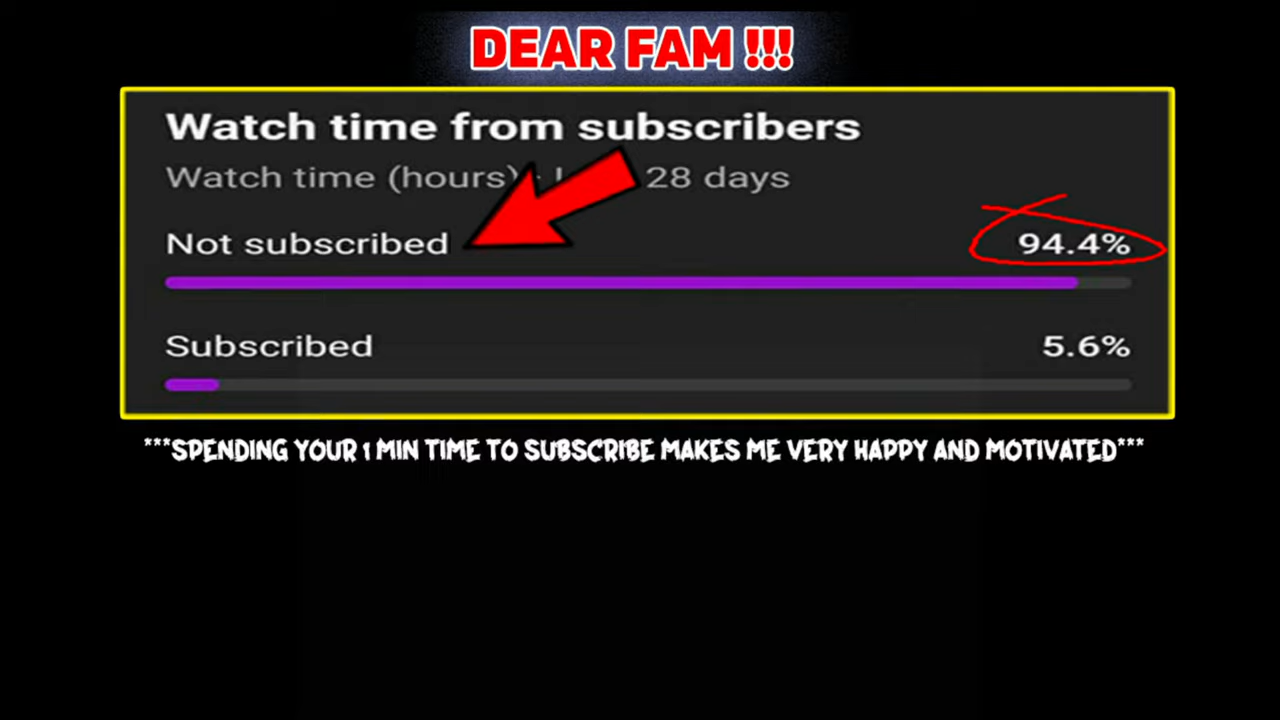 DEAR FAM !!!
Watch time from subscribers
Watch time (hours) · 28 days
Not subscribed 94.4%
Subscribed 5.6%
***SPENDING YOUR 1 MIN TIME TO SUBSCRIBE MAKES ME VERY HAPPY AND MOTIVATED***